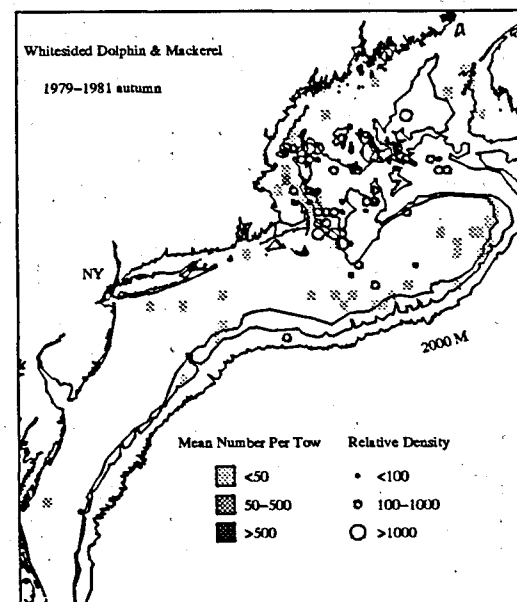 Whitesided Dolphin & Mackerel
1979–1981 autumn
NY
2000 M
Mean Number Per Tow
<50
50–500
>500
Relative Density
<100
100–1000
>1000